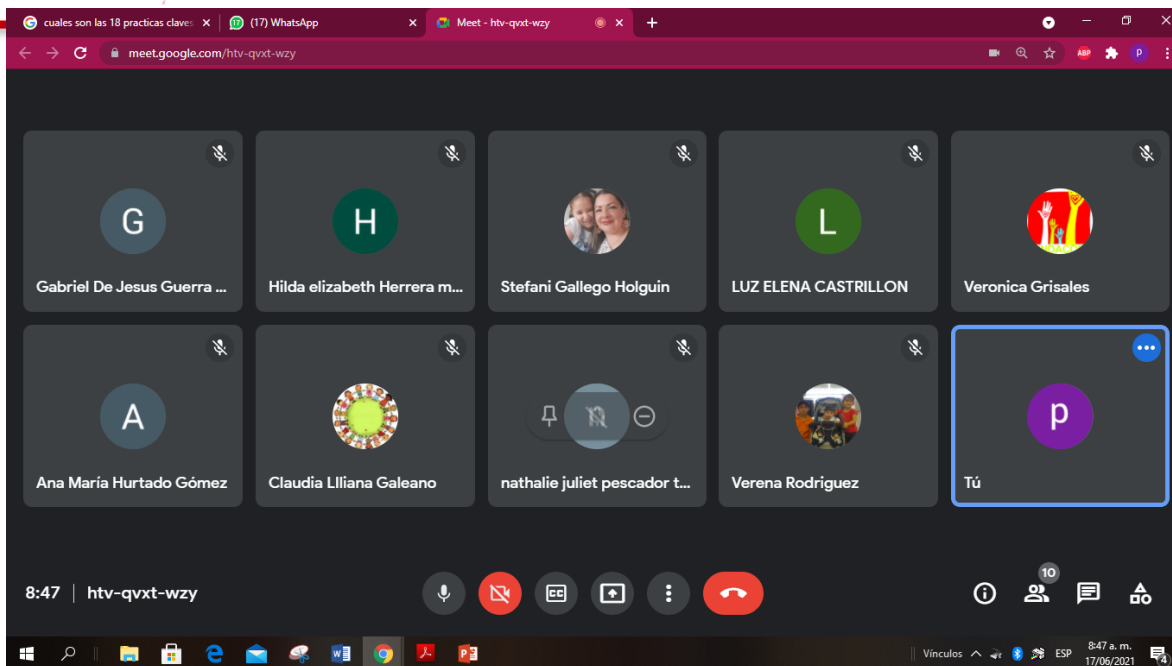 cuales son las 18 practicas claves
(17) WhatsApp
Meet - htv-qvxt-wzy
meet.google.com/htv-qvxt-wzy
ABP
p
G
Gabriel De Jesus Guerra ...
H
Hilda elizabeth Herrera m...
Stefani Gallego Holguin
L
LUZ ELENA CASTRILLON
Veronica Grisales
A
Ana María Hurtado Gómez
Claudia LIliana Galeano
nathalie juliet pescador t...
Verena Rodriguez
p
Tú
8:47 | htv-qvxt-wzy
CC
10
Vínculos
ESP
8:47 a. m.
17/06/2021